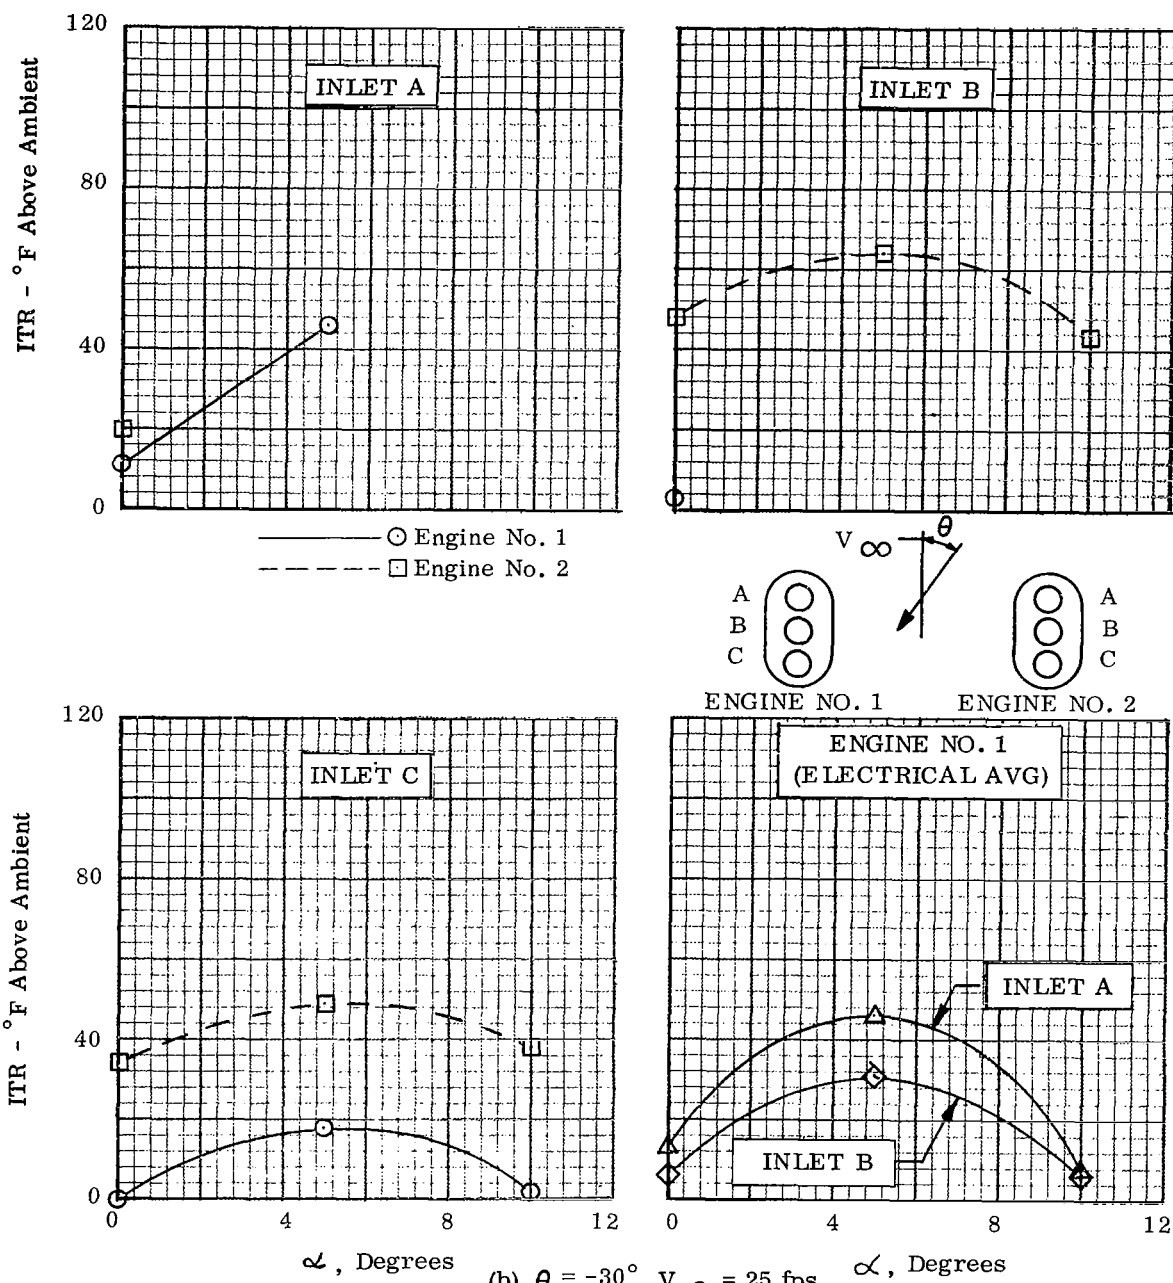 120
80
40
0
ITR - °F Above Ambient
INLET A
INLET B
Engine No. 1
Engine No. 2
V∞
θ
A
B
C
A
B
C
ENGINE NO. 1
ENGINE NO. 2
120
80
40
0
ITR - °F Above Ambient
INLET C
ENGINE NO. 1
(ELECTRICAL AVG)
INLET A
INLET B
0 4 8 12
0 4 8 12
α, Degrees
α, Degrees
(b) θ = -30° V = 25 fps